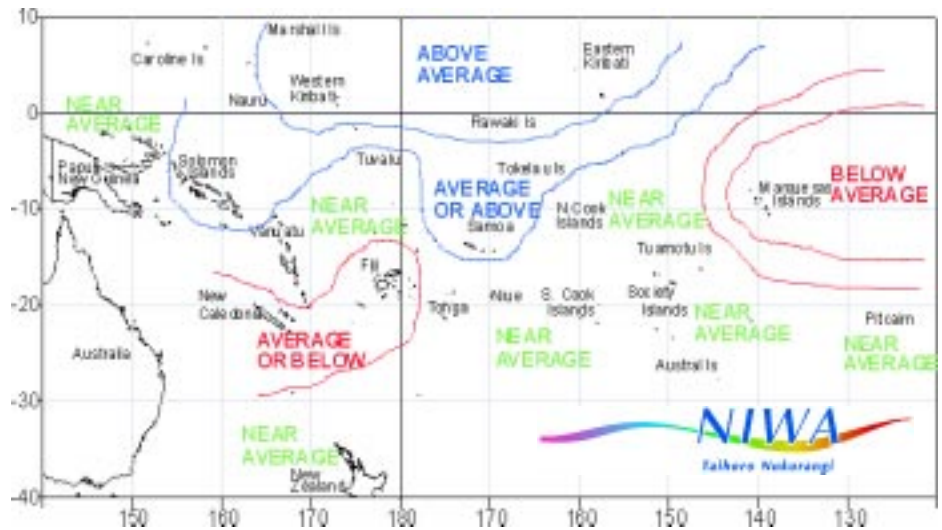 10
0
-10
-20
-30
-40
Marshall Is
Caroline Is
ABOVE
AVERAGE
Eastern
Kiribati
Western
Kiribati
Nauru
NEAR
AVERAGE
Rawaki Is
Papua
New Guinea
Solomon
Islands
Tuvalu
Tokelau Is
AVERAGE
OR ABOVE
NEAR
AVERAGE
BELOW
AVERAGE
Marquesas
Islands
NEAR
AVERAGE
N.Cook
Islands
Samoa
Vanuatu
Tuamotu Is
Fiji
New
Caledonia
Tonga
Niue
S. Cook
Islands
Society
Islands
NEAR
AVERAGE
Pitcairn
AVERAGE
OR BELOW
NEAR
AVERAGE
NEAR
AVERAGE
Australia
Austral Is
NEAR
AVERAGE
New
Zealand
NIWA
Taihoro Nukurangi
150
160
170
180
170
160
150
140
130